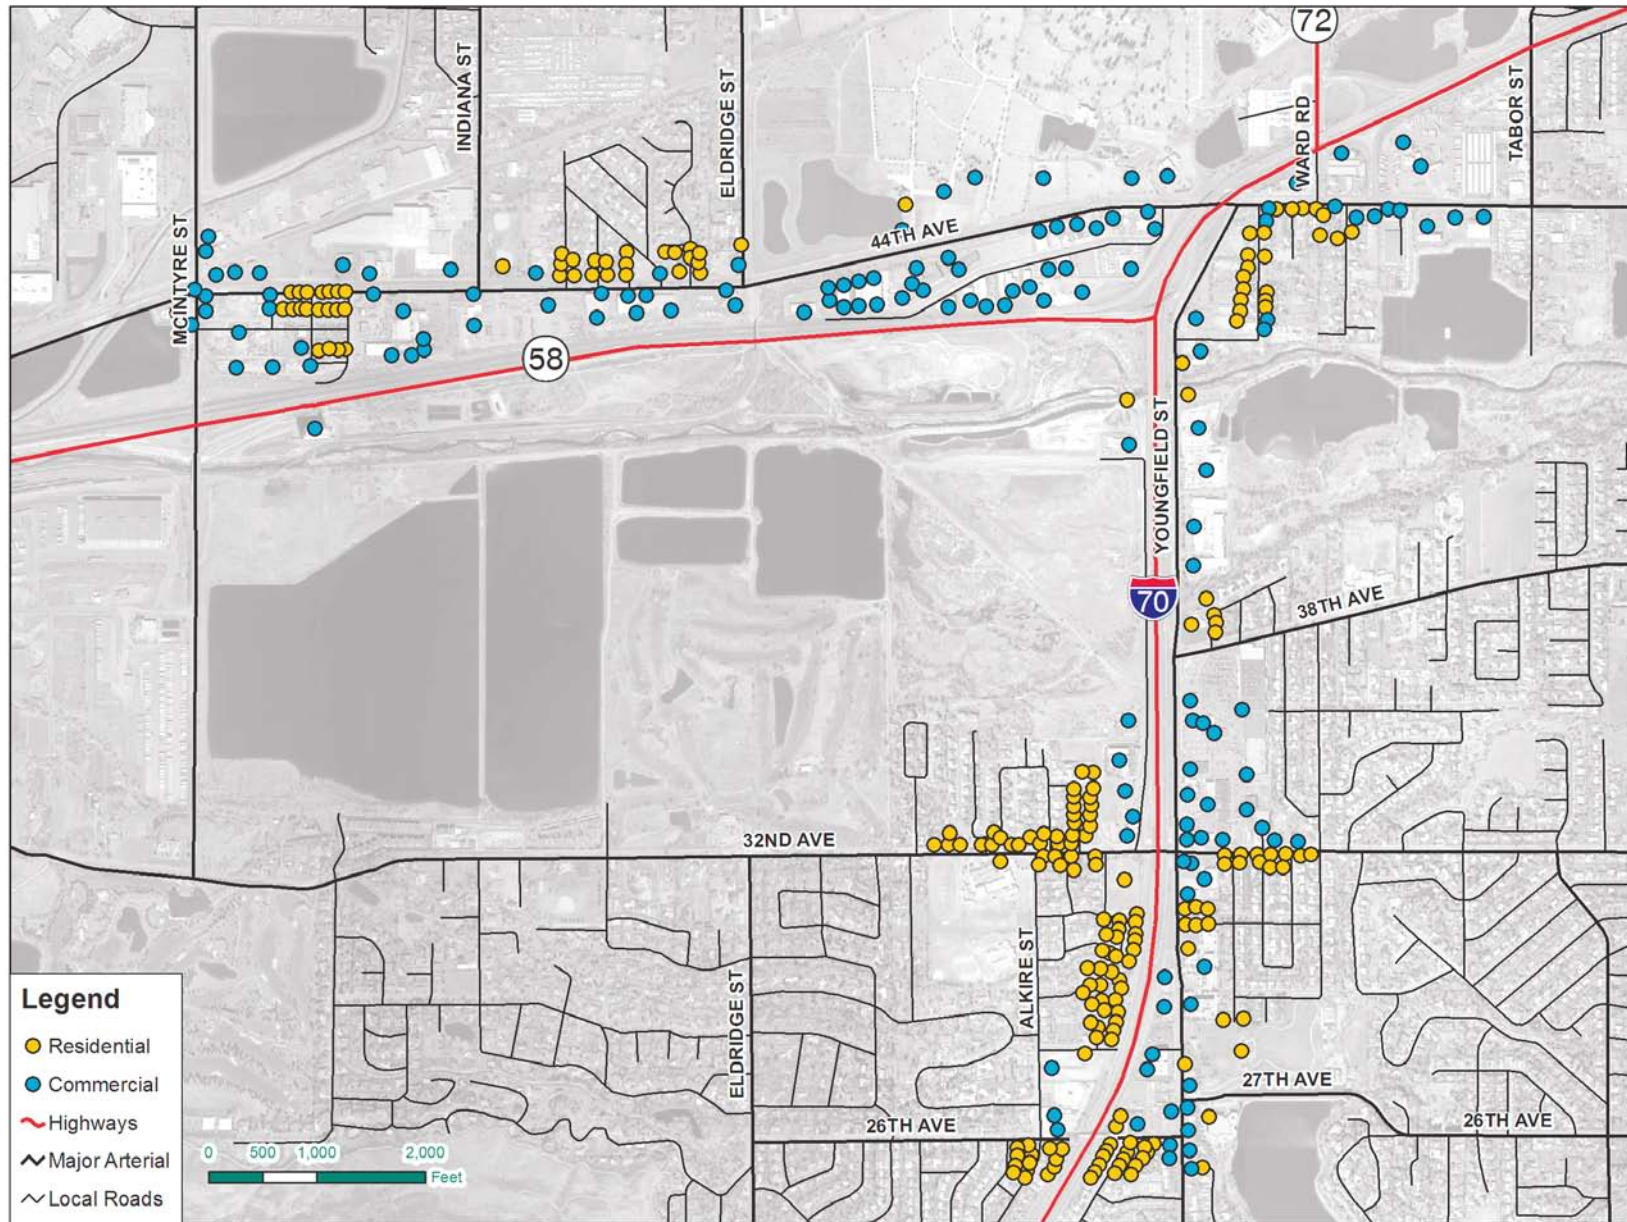 72
INDIANA ST
ELDRIDGE ST
WARD RD
TABOR ST
MCINTYRE ST
44TH AVE
58
YOUNGFIELD ST
70
38TH AVE
32ND AVE
ALKIRE ST
ELDRIDGE ST
27TH AVE
26TH AVE
26TH AVE
Legend
Residential
Commercial
Highways
Major Arterial
Local Roads
0 500 1,000 2,000
Feet